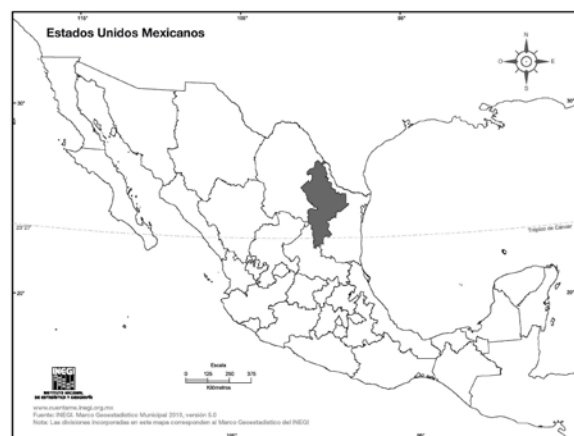 Estados Unidos Mexicanos
N
O
E
S
30°
30°
23°27'
Trópico de Cáncer
20°
20°
Escala
0 125 250 375
Kilómetros
INEGI
INSTITUTO NACIONAL
DE ESTADÍSTICA Y GEOGRAFÍA
www.cuentame.inegi.org.mx
Fuente: INEGI. Marco Geoestadístico Municipal 2010, versión 5.0
Nota: Las divisiones incorporadas en este mapa corresponden al Marco Geoestadístico del INEGI